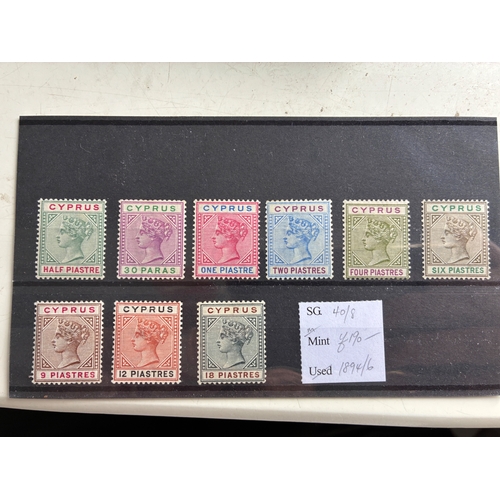 CYPRUS
HALF PIASTRE
CYPRUS
30 PARAS
CYPRUS
ONE PIASTRE
CYPRUS
TWO PIASTRES
CYPRUS
FOUR PIASTRES
CYPRUS
SIX PIASTRES
CYPRUS
9 PIASTRES
CYPRUS
12 PIASTRES
CYPRUS
18 PIASTRES
SG. 40/8
Mint £190-
Used 1894/6